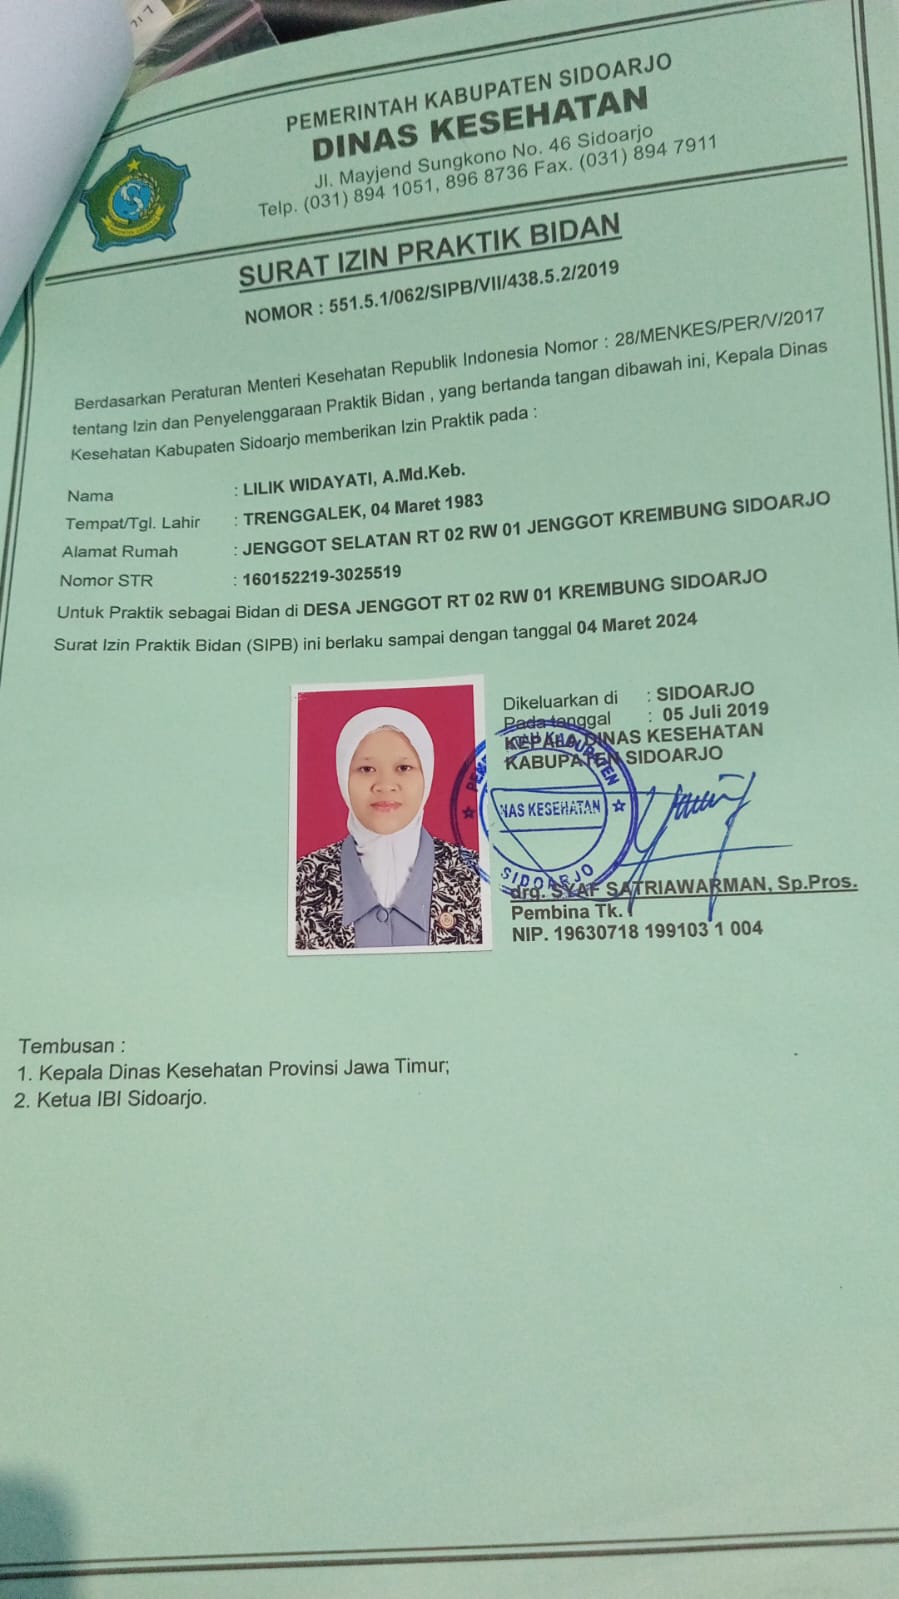 PEMERINTAH KABUPATEN SIDOARJO
DINAS KESEHATAN
Jl. Mayjend Sungkono No. 46 Sidoarjo
Telp. (031) 894 1051, 896 8736 Fax. (031) 894 7911
SURAT IZIN PRAKTIK BIDAN
NOMOR : 551.5.1/062/SIPB/VII/438.5.2/2019
Berdasarkan Peraturan Menteri Kesehatan Republik Indonesia Nomor : 28/MENKES/PER/V/2017
tentang Izin dan Penyelenggaraan Praktik Bidan , yang bertanda tangan dibawah ini, Kepala Dinas
Kesehatan Kabupaten Sidoarjo memberikan Izin Praktik pada :
Nama : LILIK WIDAYATI, A.Md.Keb.
Tempat/Tgl. Lahir : TRENGGALEK, 04 Maret 1983
Alamat Rumah : JENGGOT SELATAN RT 02 RW 01 JENGGOT KREMBUNG SIDOARJO
Nomor STR : 160152219-3025519
Untuk Praktik sebagai Bidan di DESA JENGGOT RT 02 RW 01 KREMBUNG SIDOARJO
Surat Izin Praktik Bidan (SIPB) ini berlaku sampai dengan tanggal 04 Maret 2024
Dikeluarkan di : SIDOARJO
Pada tanggal : 05 Juli 2019
KEPALA DINAS KESEHATAN
KABUPATEN SIDOARJO
NAS KESEHATAN
SIDOARJO
drg. SYAF SATRIAWARMAN, Sp.Pros.
Pembina Tk. I
NIP. 19630718 199103 1 004
Tembusan :
1. Kepala Dinas Kesehatan Provinsi Jawa Timur;
2. Ketua IBI Sidoarjo.